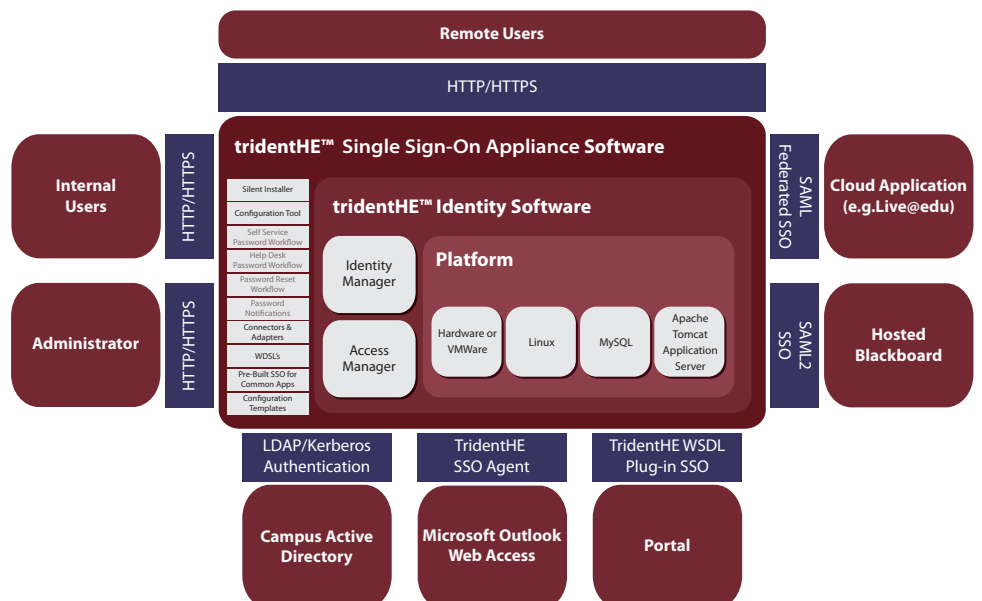 Remote Users
HTTP/HTTPS
tridentHE™ Single Sign-On Appliance Software
Internal
Users
HTTP/HTTPS
Administrator
HTTP/HTTPS
Silent Installer
Configuration Tool
Self Service
Password Workflow
Help Desk
Password Workflow
Password Reset
Workflow
Password
Notifications
Connectors &
Adapters
WDSL's
Pre-Built SSO for
Common Apps
Configuration
Templates
tridentHE™ Identity Software
Identity
Manager
Access
Manager
Platform
Hardware or
VMWare
Linux
MySQL
Apache
Tomcat
Application
Server
SAML
Federated SSO
Cloud Application
(e.g.Live@edu)
SAML2
SSO
Hosted
Blackboard
LDAP/Kerberos
Authentication
TridentHE
SSO Agent
TridentHE WSDL
Plug-in SSO
Campus Active
Directory
Microsoft Outlook
Web Access
Portal